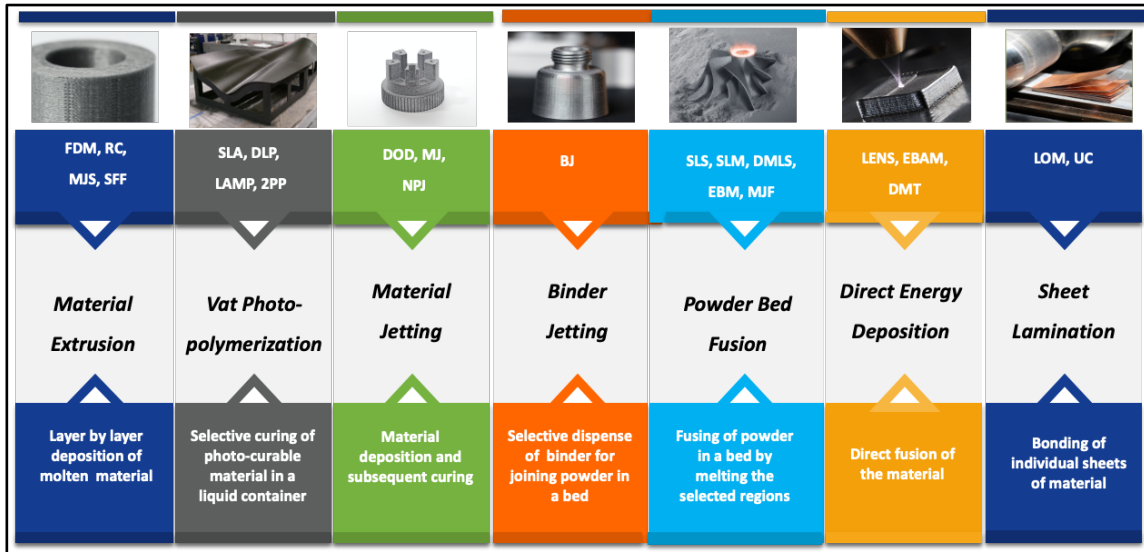 FDM, RC,
MJS, SFF
SLA, DLP,
LAMP, 2PP
DOD, MJ,
NPJ
BJ
SLS, SLM, DMLS,
EBM, MJF
LENS, EBAM,
DMT
LOM, UC
Material
Extrusion
Vat Photo-
polymerization
Material
Jetting
Binder
Jetting
Powder Bed
Fusion
Direct Energy
Deposition
Sheet
Lamination
Layer by layer
deposition of
molten material
Selective curing of
photo-curable
material in a
liquid container
Material
deposition and
subsequent curing
Selective dispense
of binder for
joining powder in
a bed
Fusing of powder
in a bed by
melting the
selected regions
Direct fusion of
the material
Bonding of
individual sheets
of material